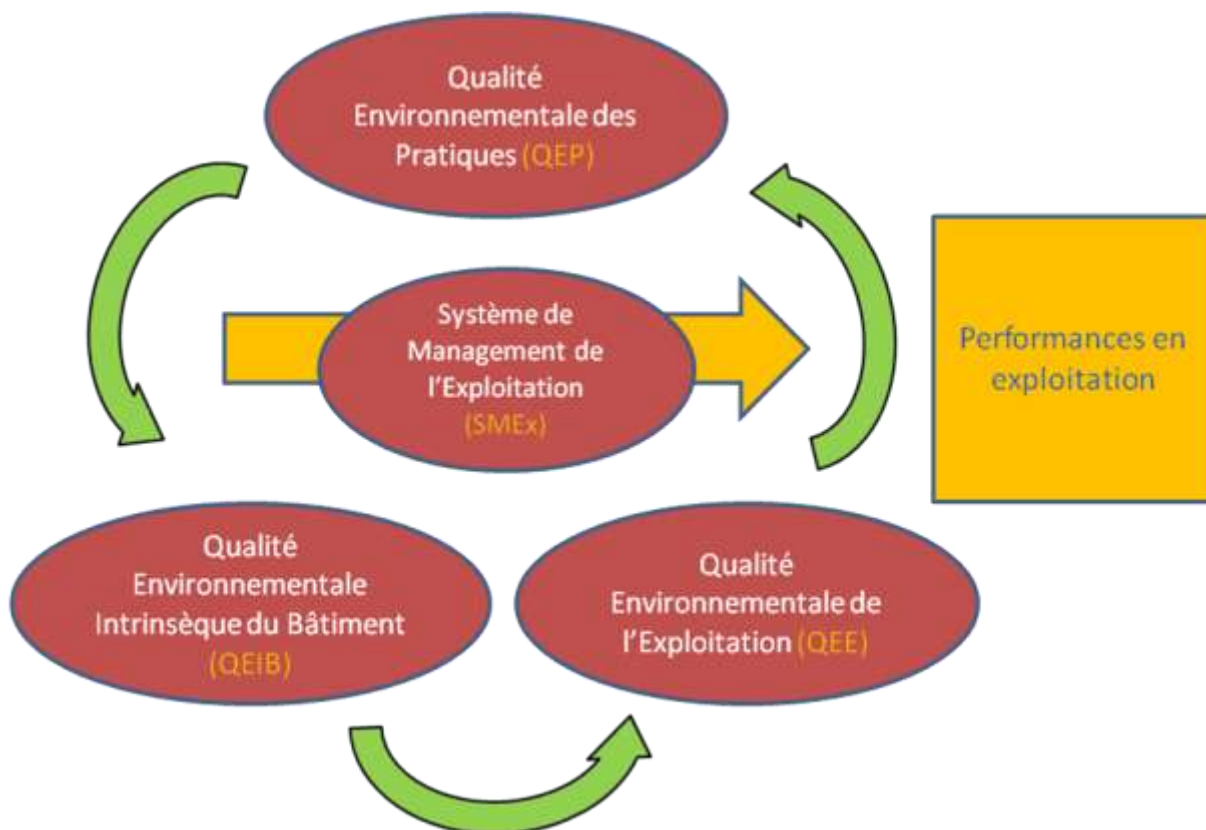 Qualité
Environnementale des
Pratiques (QEP)
Système de
Management de
l'Exploitation
(SMEx)
Performances en
exploitation
Qualité
Environnementale
Intrinsèque du Bâtiment
(QEIB)
Qualité
Environnementale de
l'Exploitation (QEE)